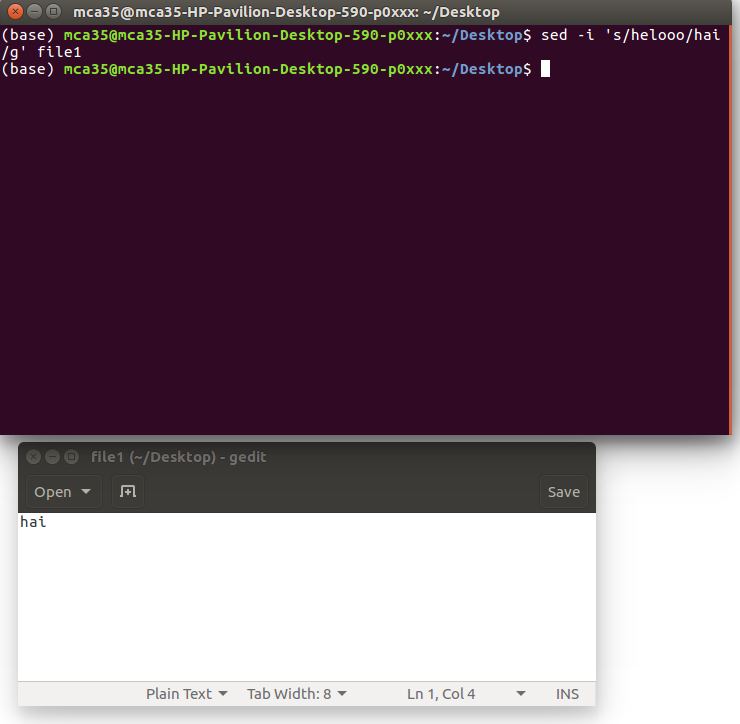 mca35@mca35-HP-Pavilion-Desktop-590-p0xxx: ~/Desktop
(base) mca35@mca35-HP-Pavilion-Desktop-590-p0xxx:~/Desktop$ sed -i 's/helooo/hai
/g' file1
(base) mca35@mca35-HP-Pavilion-Desktop-590-p0xxx:~/Desktop$
file1 (~/Desktop) - gedit
Open Save
hai
Plain Text Tab Width: 8 Ln 1, Col 4 INS